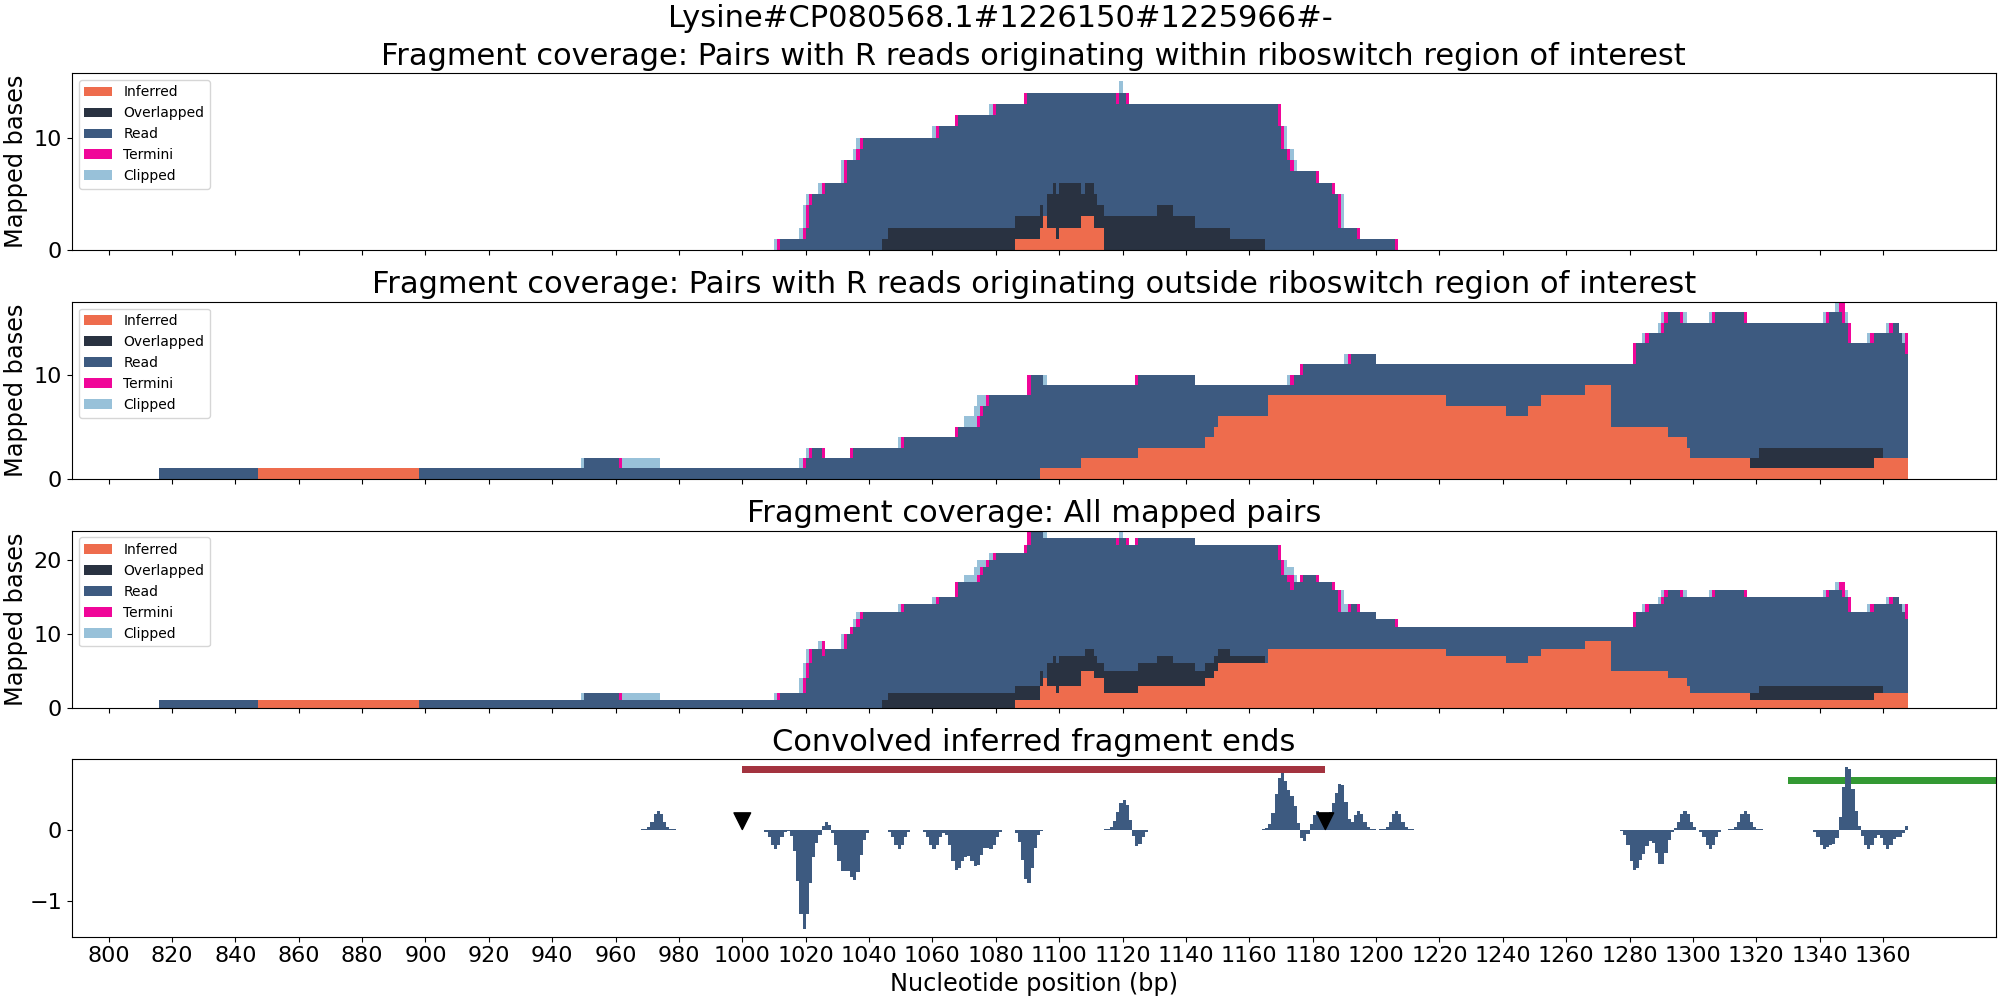 Lysine#CP080568.1#1226150#1225966#-
Fragment coverage: Pairs with R reads originating within riboswitch region of interest
Mapped bases
10
0
Inferred
Overlapped
Read
Termini
Clipped
Fragment coverage: Pairs with R reads originating outside riboswitch region of interest
Mapped bases
10
0
Inferred
Overlapped
Read
Termini
Clipped
Fragment coverage: All mapped pairs
Mapped bases
20
10
0
Inferred
Overlapped
Read
Termini
Clipped
Convolved inferred fragment ends
0
−1
800 820 840 860 880 900 920 940 960 980 1000 1020 1040 1060 1080 1100 1120 1140 1160 1180 1200 1220 1240 1260 1280 1300 1320 1340 1360
Nucleotide position (bp)